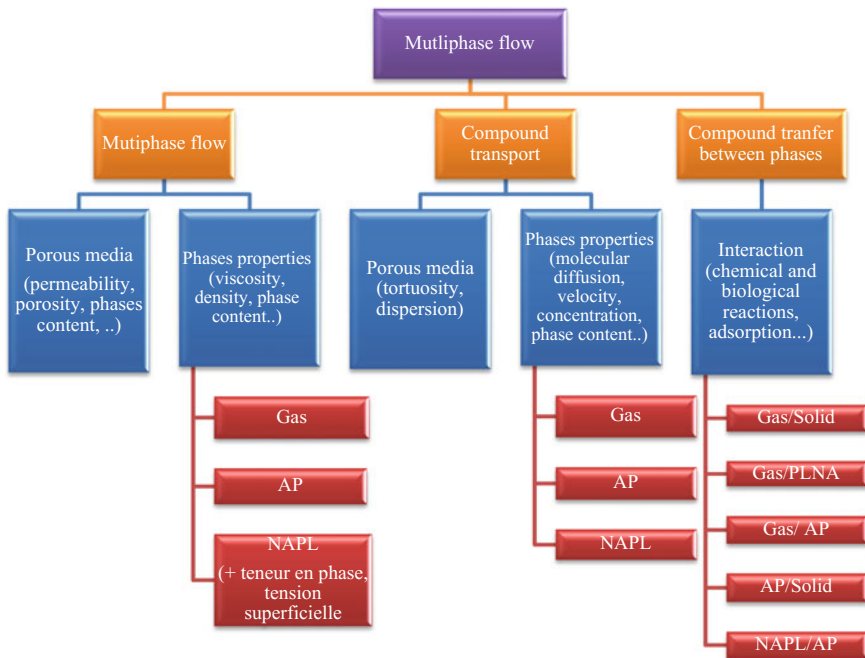 Mutliphase flow
Mutiphase flow
Compound
transport
Compound tranfer
between phases
Porous media
(permeability,
porosity, phases
content, ..)
Phases properties
(viscosity,
density, phase
content..)
Porous media
(tortuosity,
dispersion)
Phases properties
(molecular
diffusion,
velocity,
concentration,
phase content..)
Interaction
(chemical and
biological
reactions,
adsorption...)
Gas
AP
NAPL
(+ teneur en phase,
tension
superficielle
Gas
AP
NAPL
Gas/Solid
Gas/PLNA
Gas/ AP
AP/Solid
NAPL/AP